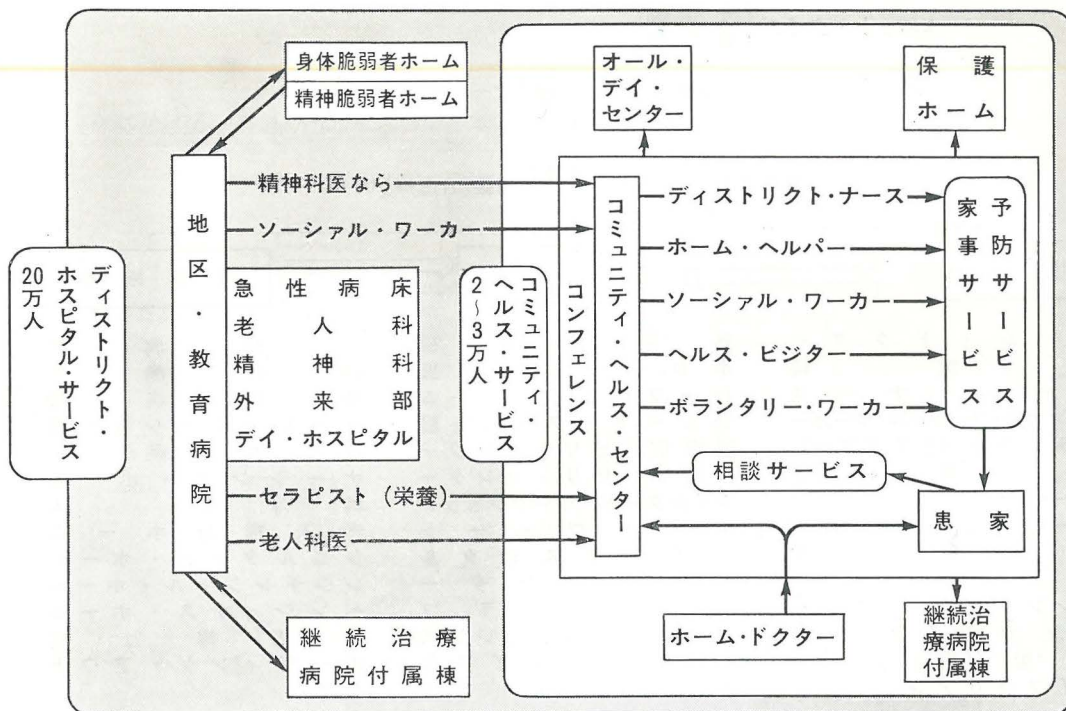 身体脆弱者ホーム
精神脆弱者ホーム
オール・
デイ・
センター
保護
ホーム
ディストリクト・
ホスピタル・サービス
20万人
地区・教育病院
精神科医なら
ソーシャル・ワーカ
急性病床
老人科
精神科
外来部
デイ・ホスピタル
セラピスト（栄養）
老人科医
継続治療
病院付属棟
コミュニティ・
ヘルス・サービス
2～3万人
コンフェレンス
コミュニティ・ヘルス・センター
ディストリクト・ナース
ホーム・ヘルパー
ソーシャル・ワーカー
ヘルス・ビジター
ボランタリー・ワーカー
予防サービス
家事サービス
相談サービス
患家
ホーム・ドクター
継続治
療病院
付属棟